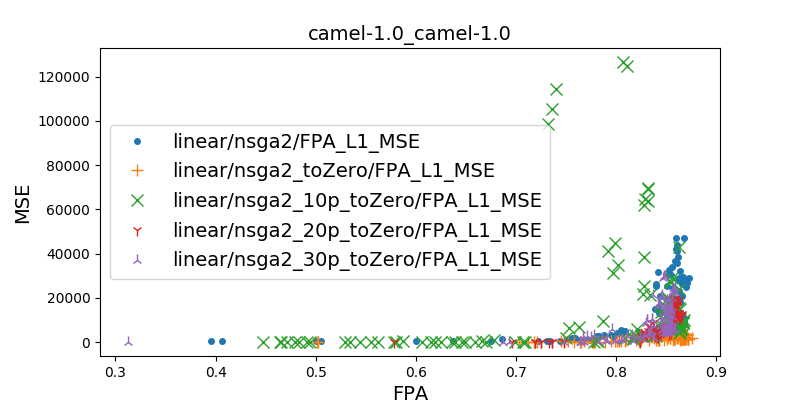 camel-1.0_camel-1.0
MSE
120000
100000
80000
60000
40000
20000
0
linear/nsga2/FPA_L1_MSE
linear/nsga2_toZero/FPA_L1_MSE
linear/nsga2_10p_toZero/FPA_L1_MSE
linear/nsga2_20p_toZero/FPA_L1_MSE
linear/nsga2_30p_toZero/FPA_L1_MSE
0.3 0.4 0.5 0.6 0.7 0.8 0.9
FPA